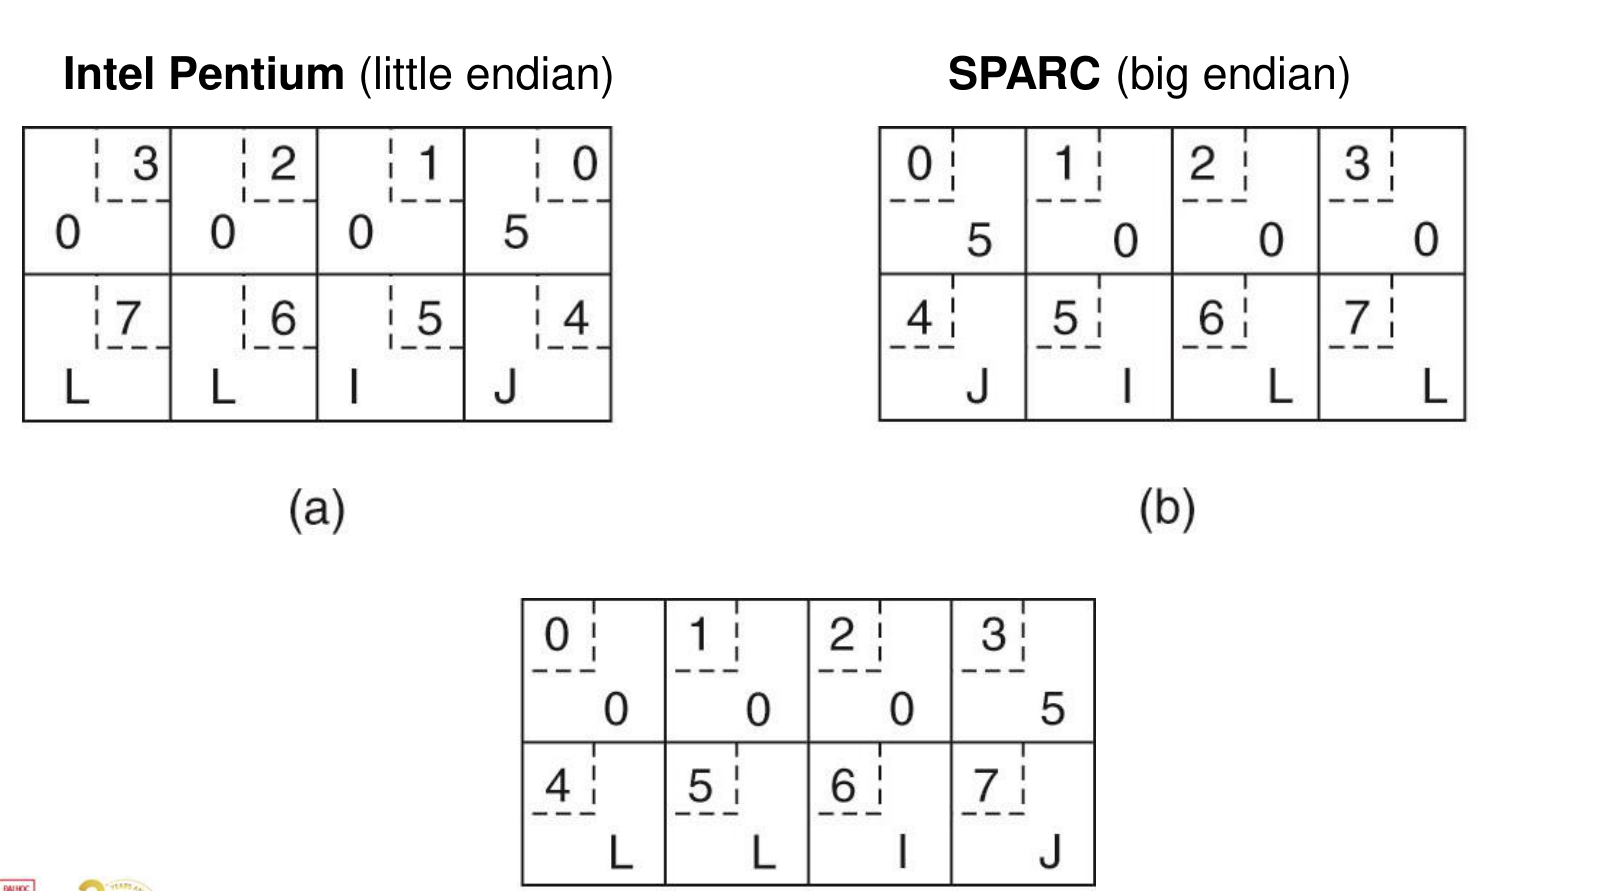 Intel Pentium (little endian) SPARC (big endian)
3 2 1 0 0 1 2 3
0 0 0 5 5 0 0 0
7 6 5 4 4 5 6 7
L L I J J I L L
(a) (b)
0 1 2 3
0 0 0 5
4 5 6 7
L L I J